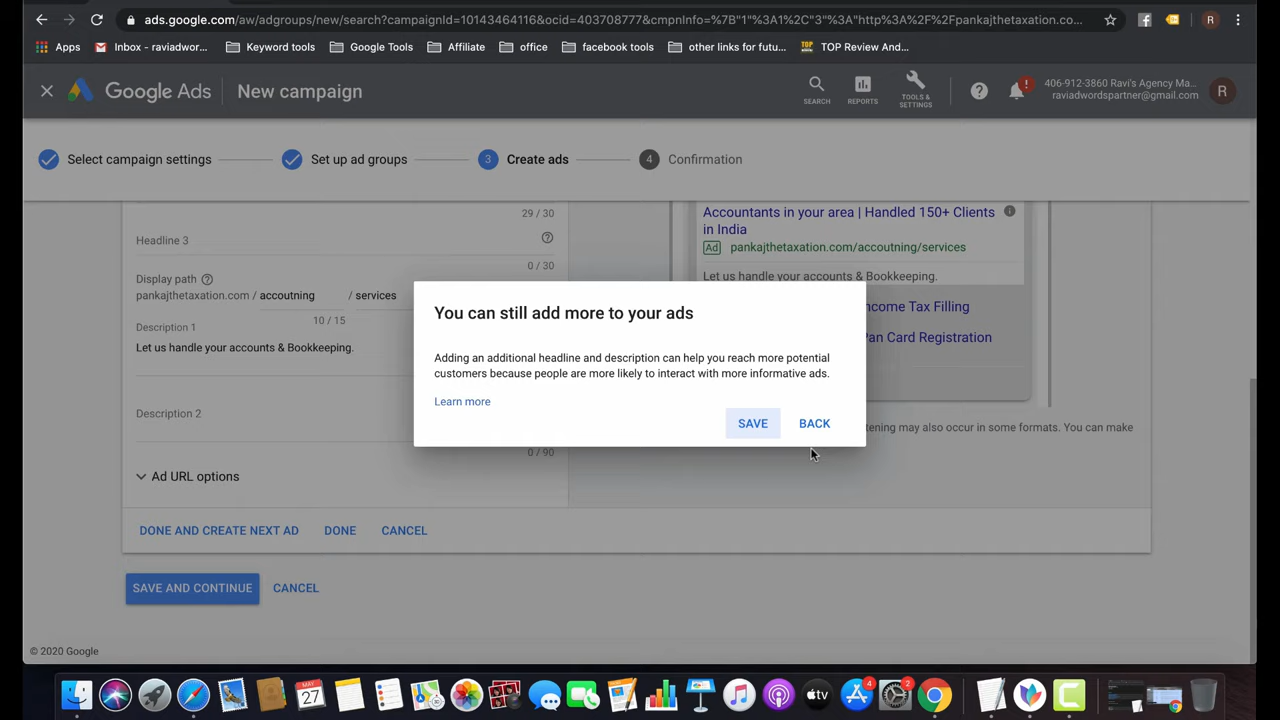 ads.google.com/aw/adgroups/new/search?campaignId=10143464116&ocid=403708777&cmpnInfo=%7B"1"%3A1%2C"3"%3A"http%3A%2F%2Fpankajthetaxation.co...
R
Apps
Inbox - raviadwor...
Keyword tools
Google Tools
Affiliate
office
facebook tools
other links for futu...
TOP Review And...
Google Ads
New campaign
SEARCH
REPORTS
TOOLS &
SETTINGS
406-912-3860 Ravi's Agency Ma...
raviadwordspartner@gmail.com
R
Select campaign settings
Set up ad groups
3
Create ads
4
Confirmation
29 / 30
Headline 3
0 / 30
Display path
pankajthetaxation.com / accoutning / services
10 / 15
Description 1
Let us handle your accounts & Bookkeeping.
Description 2
0 / 90
Ad URL options
Accountants in your area | Handled 150+ Clients
in India
Ad pankajthetaxation.com/accoutning/services
Let us handle your accounts & Bookkeeping.
ncome Tax Filling
Pan Card Registration
tening may also occur in some formats. You can make
You can still add more to your ads
Adding an additional headline and description can help you reach more potential
customers because people are more likely to interact with more informative ads.
Learn more
SAVE
BACK
DONE AND CREATE NEXT AD
DONE
CANCEL
SAVE AND CONTINUE
CANCEL
© 2020 Google
MAY
27
tv
4
2